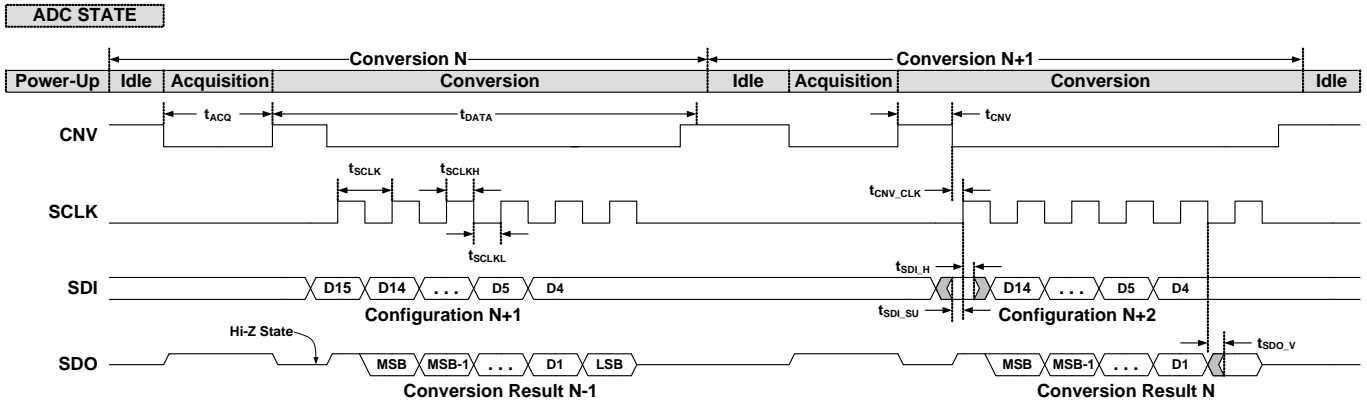 ADC STATE
Conversion N
Conversion N+1
Power-Up Idle Acquisition Conversion Idle Acquisition Conversion Idle
CNV
tACQ
tDATA
tCNV
SCLK
tSCLK
tSCLKH
tSCLKL
tCNV_CLK
SDI
D15 D14 . . . D5 D4
Configuration N+1
tSDI_H
tSDI_SU
D14 . . . D5 D4
Configuration N+2
SDO
Hi-Z State
MSB MSB-1 . . . D1 LSB
Conversion Result N-1
MSB MSB-1 . . . D1
tSDO_V
Conversion Result N